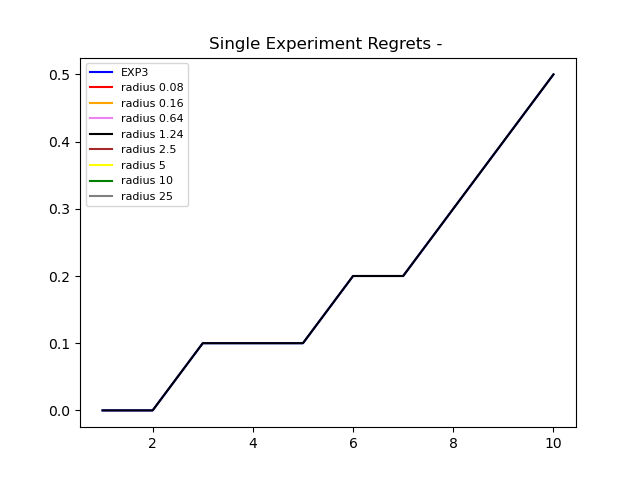 Single Experiment Regrets -
EXP3
radius 0.08
radius 0.16
radius 0.64
radius 1.24
radius 2.5
radius 5
radius 10
radius 25
0.5
0.4
0.3
0.2
0.1
0.0
2 4 6 8 10